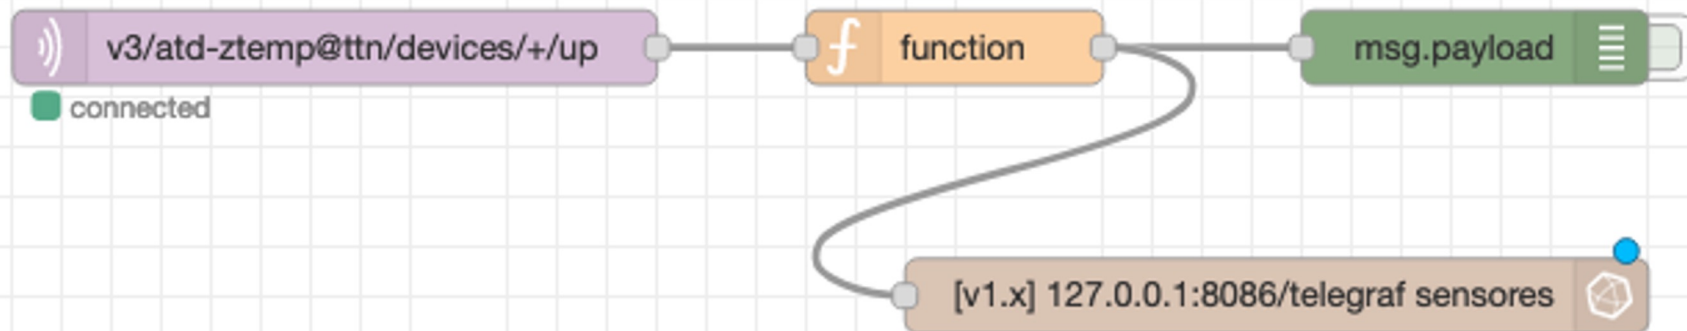 v3/atd-ztemp@ttn/devices/+/up
function
msg.payload
connected
[v1.x] 127.0.0.1:8086/telegraf sensores